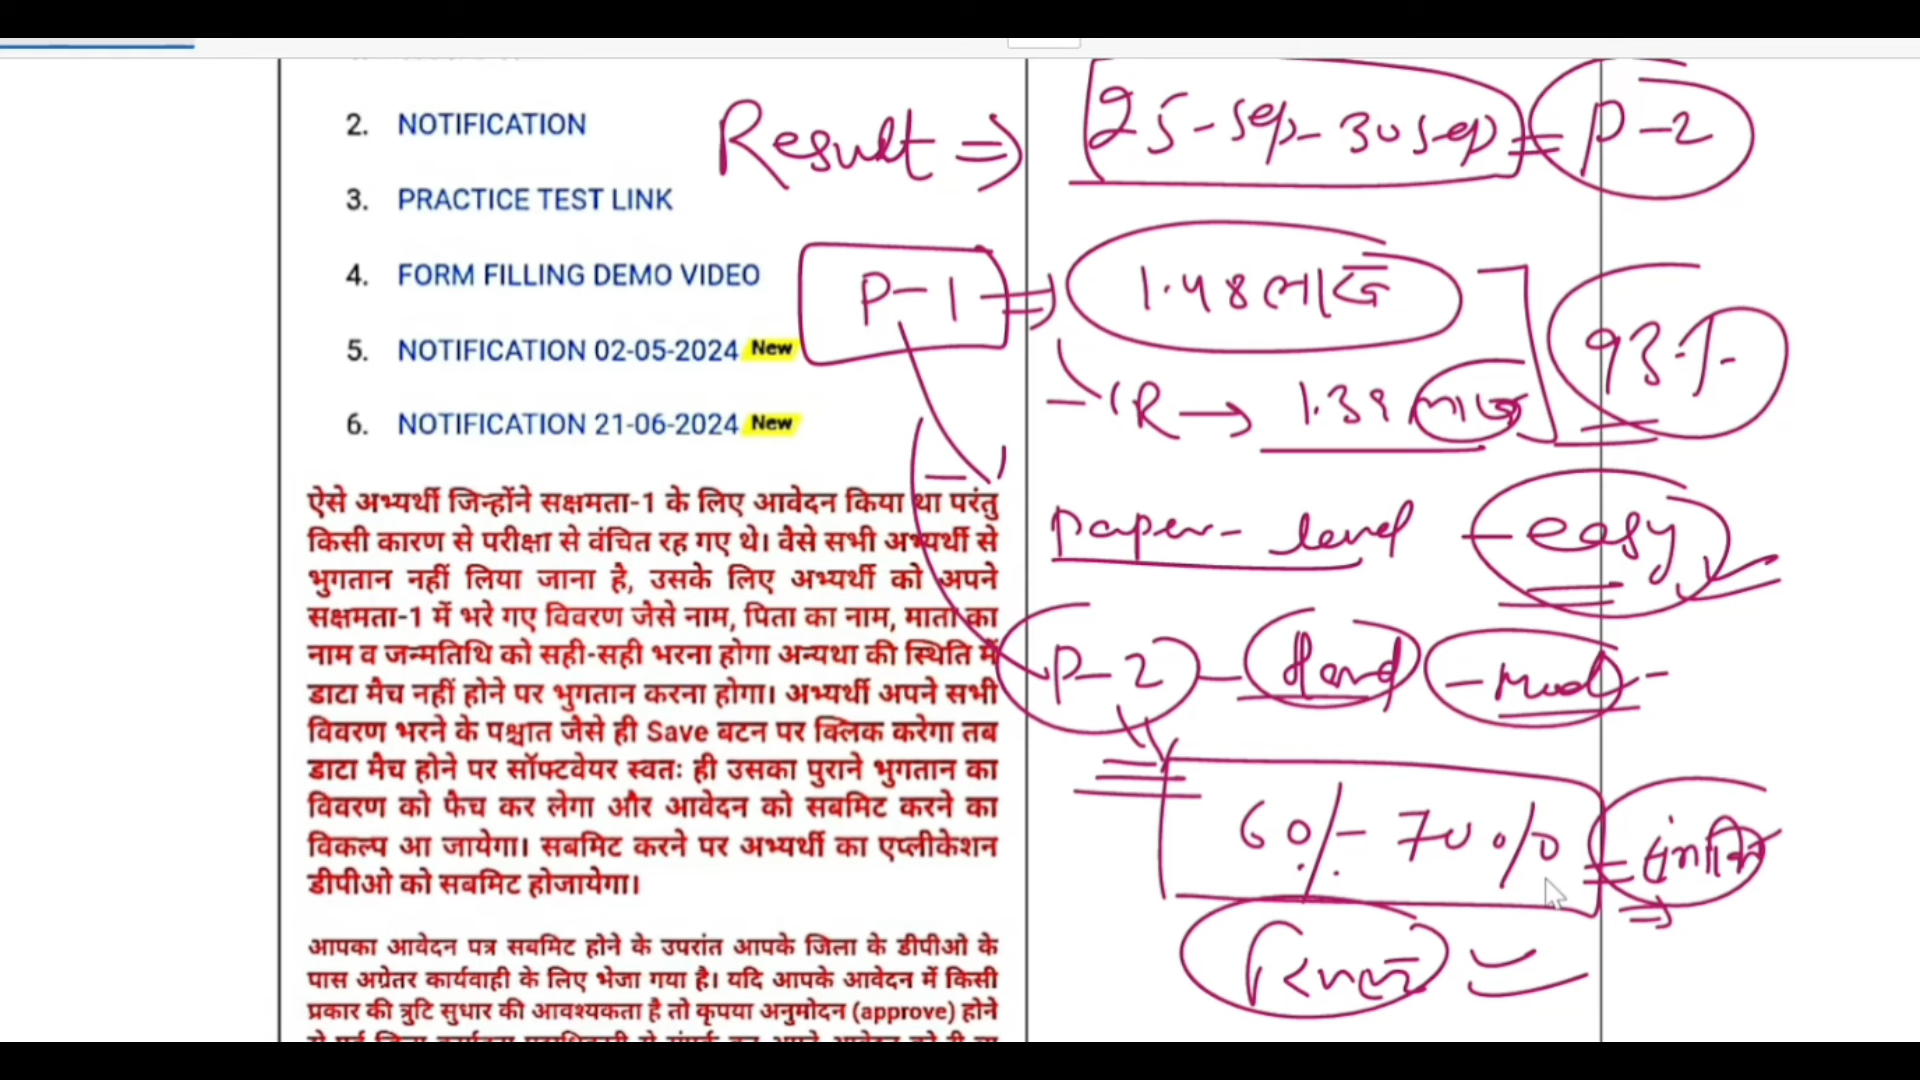 2. NOTIFICATION
3. PRACTICE TEST LINK
4. FORM FILLING DEMO VIDEO
5. NOTIFICATION 02-05-2024 New
6. NOTIFICATION 21-06-2024 New
ऐसे अभ्यर्थी जिन्होंने सक्षमता-1 के लिए आवेदन किया था परंतु
किसी कारण से परीक्षा से वंचित रह गए थे। वैसे सभी अभ्यर्थी से
भुगतान नहीं लिया जाना है, उसके लिए अभ्यर्थी को अपने
सक्षमता-1 में भरे गए विवरण जैसे नाम, पिता का नाम, माता का
नाम व जन्मतिथि को सही-सही भरना होगा अन्यथा की स्थिति में
डाटा मैच नहीं होने पर भुगतान करना होगा। अभ्यर्थी अपने सभी
विवरण भरने के पश्चात जैसे ही Save बटन पर क्लिक करेगा तब
डाटा मैच होने पर सॉफ्टवेयर स्वतः ही उसका पुराने भुगतान का
विवरण को फैच कर लेगा और आवेदन को सबमिट करने का
विकल्प आ जायेगा। सबमिट करने पर अभ्यर्थी का एप्लीकेशन
डीपीओ को सबमिट होजायेगा।
आपका आवेदन पत्र सबमिट होने के उपरांत आपके जिला के डीपीओ के
पास अग्रेतर कार्यवाही के लिए भेजा गया है। यदि आपके आवेदन में किसी
प्रकार की त्रुटि सुधार की आवश्यकता है तो कृपया अनुमोदन (approve) होने
Result ⇒ 25-Sep-30 Sep = P-2
P-1 ⇒ 1.48 लाख
R → 1.39 लाख
93%
paper-level - easy
P-2 - Hard - Mod -
60% - 70%